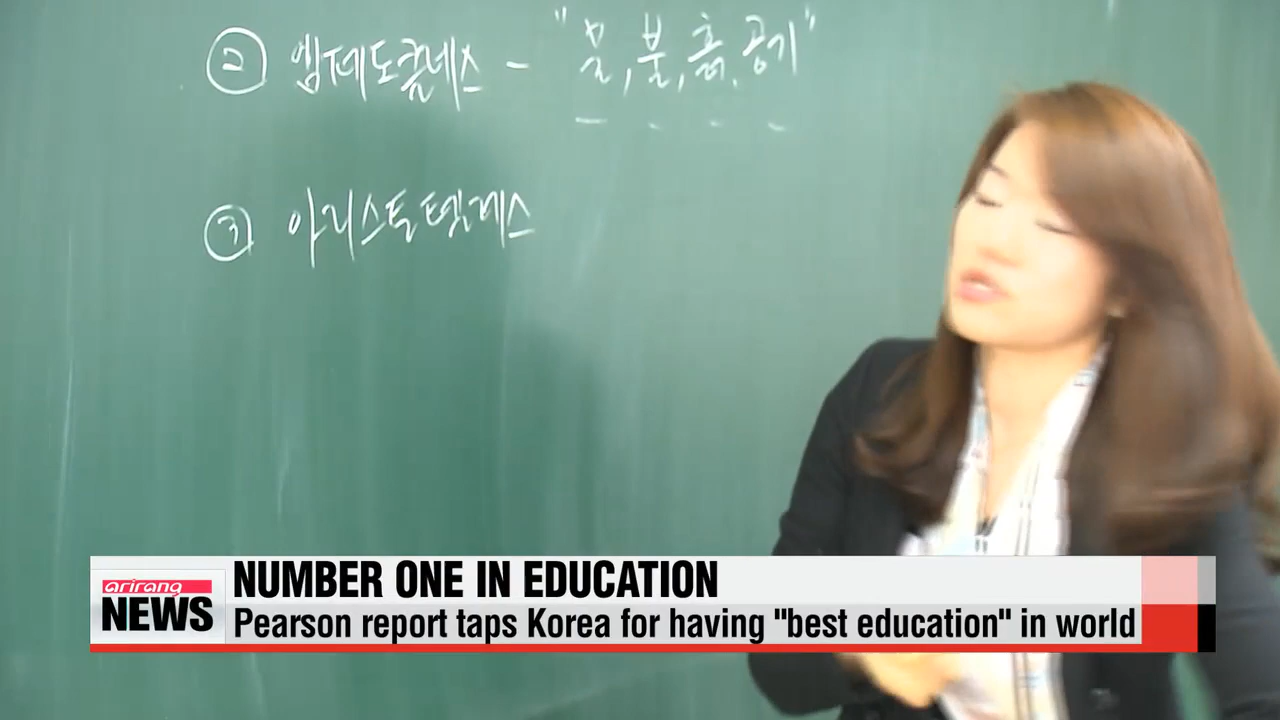 ② 엠페도클레스 - "물, 불, 흙, 공기"
③ 아리스토텔레스
arirang
NEWS
NUMBER ONE IN EDUCATION
Pearson report taps Korea for having "best education" in world